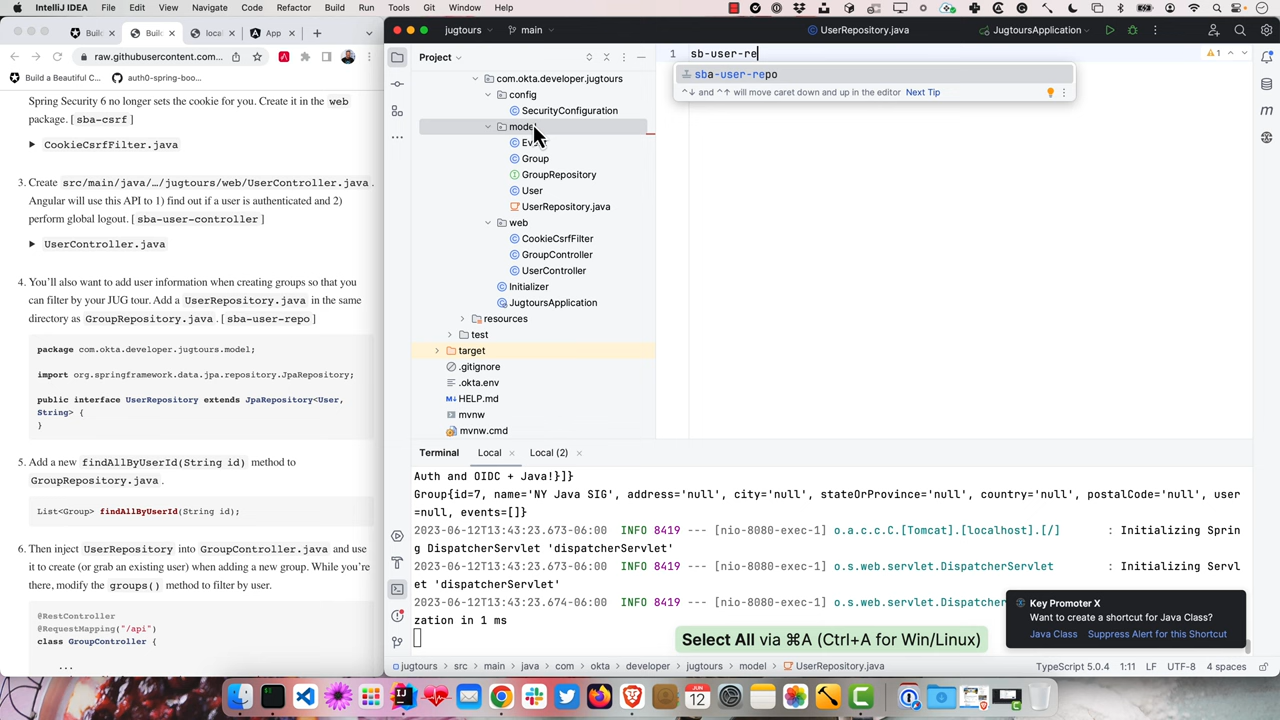 IntelliJ IDEA File Edit View Navigate Code Refactor Build Run
Buil
Build
local
App
raw.githubusercontent.com...
Build a Beautiful C...
auth0-spring-boo...
Spring Security 6 no longer sets the cookie for you. Create it in the web
package. [ sba-csrf ]
CookieCsrfFilter.java
3. Create src/main/java/…/jugtours/web/UserController.java.
Angular will use this API to 1) find out if a user is authenticated and 2)
perform global logout. [ sba-user-controller ]
UserController.java
4. You'll also want to add user information when creating groups so that you
can filter by your JUG tour. Add a UserRepository.java in the same
directory as GroupRepository.java. [ sba-user-repo ]
package com.okta.developer.jugtours.model;
import org.springframework.data.jpa.repository.JpaRepository;
public interface UserRepository extends JpaRepository<User,
String> {
}
5. Add a new findAllByUserId(String id) method to
GroupRepository.java.
List<Group> findAllByUserId(String id);
6. Then inject UserRepository into GroupController.java and use
it to create (or grab an existing user) when adding a new group. While you're
there, modify the groups() method to filter by user.
@RestController
@RequestMapping("/api")
class GroupController {
...
jugtours
main
UserRepository.java
JugtoursApplication
Project
com.okta.developer.jugtours
config
SecurityConfiguration
model
Group
GroupRepository
User
UserRepository.java
web
CookieCsrfFilter
GroupController
UserController
Initializer
JugtoursApplication
resources
test
target
.gitignore
.okta.env
HELP.md
mvnw
mvnw.cmd
1 sb-user-re
1
sba-user-repo
^↓ and ^↑ will move caret down and up in the editor Next Tip
Terminal Local Local (2)
Auth and OIDC + Java!}]}
Group{id=7, name='NY Java SIG', address='null', city='null', stateOrProvince='null', country='null', postalCode='null', user
=null, events=[]}
2023-06-12T13:43:23.673-06:00 INFO 8419 --- [nio-8080-exec-1] o.a.c.c.C.[Tomcat].[localhost].[/] : Initializing Sprin
g DispatcherServlet 'dispatcherServlet'
2023-06-12T13:43:23.673-06:00 INFO 8419 --- [nio-8080-exec-1] o.s.web.servlet.DispatcherServlet : Initializing Servl
et 'dispatcherServlet'
2023-06-12T13:43:23.674-06:00 INFO 8419 --- [nio-8080-exec-1] o.s.web.servlet.Dispatcher
zation in 1 ms
Key Promoter X
Want to create a shortcut for Java Class?
Java Class Suppress Alert for this Shortcut
Select All via ⌘A (Ctrl+A for Win/Linux)
jugtours > src > main > java > com > okta > developer > jugtours > model > UserRepository.java
TypeScript 5.0.4 1:11 LF UTF-8 4 spaces
JUN
12